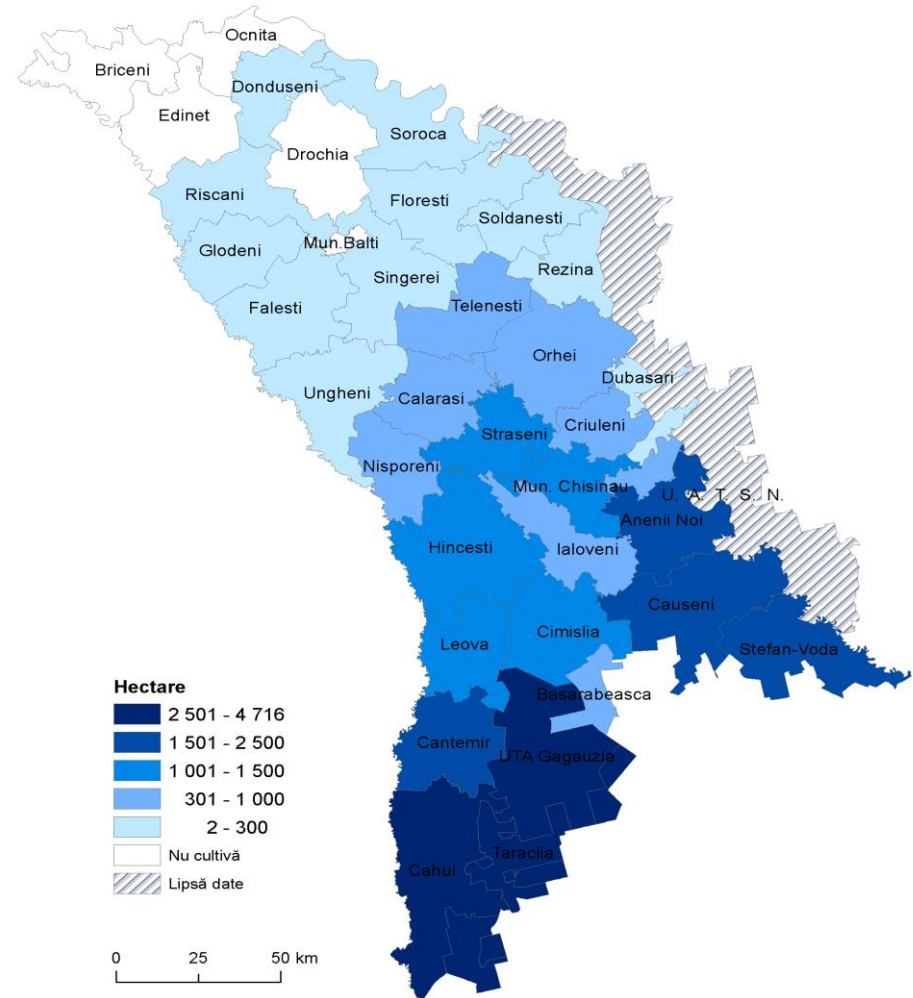 Ocnita
Briceni
Donduseni
Edinet
Soroca
Drochia
Riscani
Floresti
Soldanesti
Mun.Balti
Glodeni
Rezina
Singerei
Telenesti
Falesti
Orhei
Dubasari
Ungheni
Calarasi
Criuleni
Straseni
Nisporeni
Mun. Chisinau
U. A. T. S. N.
Anenii Noi
Hincesti
Ialoveni
Causeni
Cimislia
Leova
Stefan-Voda
Basarabeasca
Cantemir
UTA Gagauzia
Taraclia
Cahul
Hectare
2 501 - 4 716
1 501 - 2 500
1 001 - 1 500
301 - 1 000
2 - 300
Nu cultivă
Lipsă date
0 25 50 km